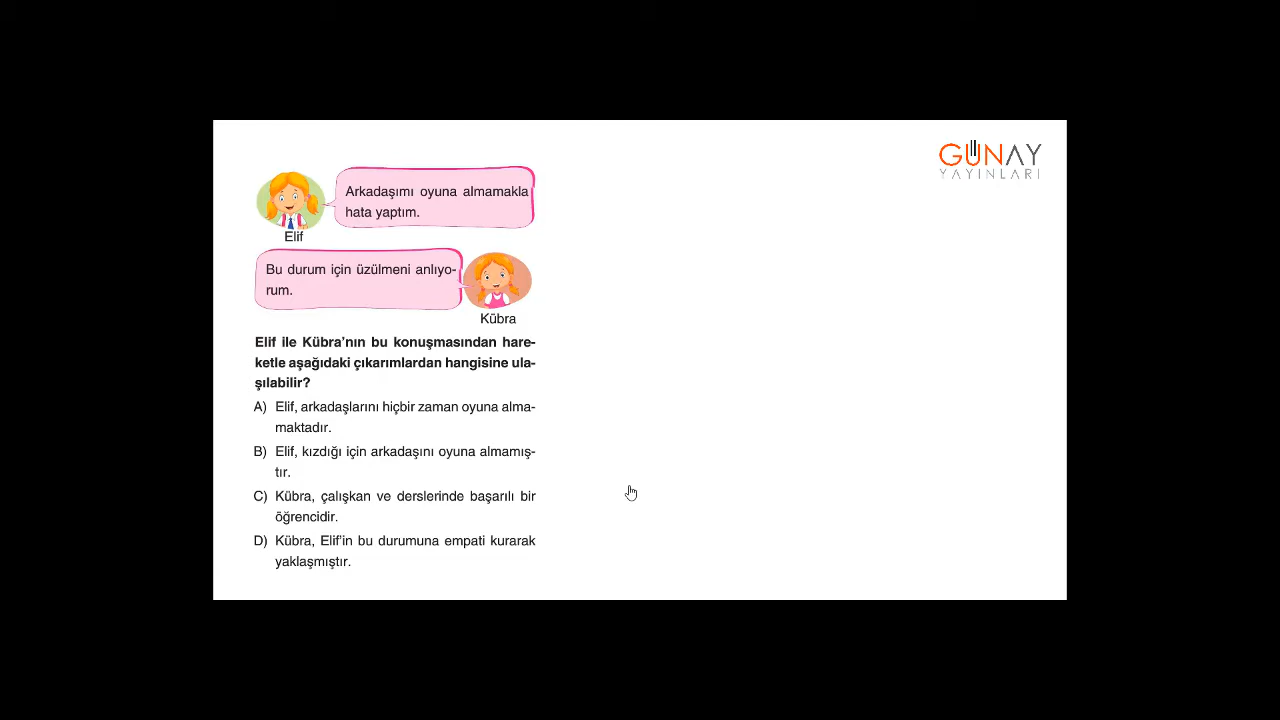 GÜNAY
YAYINLARI
Arkadaşımı oyuna almamakla
hata yaptım.
Elif
Bu durum için üzülmeni anlıyo-
rum.
Kübra
Elif ile Kübra’nın bu konuşmasından hare-
ketle aşağıdaki çıkarımlardan hangisine ula-
şılabilir?
A) Elif, arkadaşlarını hiçbir zaman oyuna alma-
maktadır.
B) Elif, kızdığı için arkadaşını oyuna almamış-
tır.
C) Kübra, çalışkan ve derslerinde başarılı bir
öğrencidir.
D) Kübra, Elif’in bu durumuna empati kurarak
yaklaşmıştır.